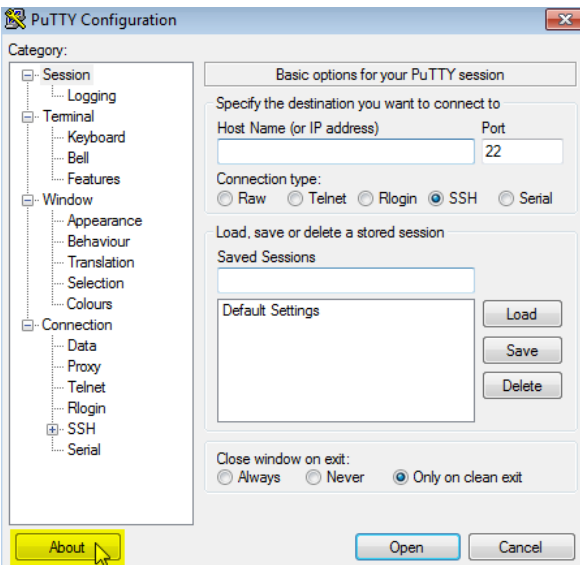 PuTTY Configuration
Category:
Session
Logging
Terminal
Keyboard
Bell
Features
Window
Appearance
Behaviour
Translation
Selection
Colours
Connection
Data
Proxy
Telnet
Rlogin
SSH
Serial
Basic options for your PuTTY session
Specify the destination you want to connect to
Host Name (or IP address) Port
22
Connection type:
Raw Telnet Rlogin SSH Serial
Load, save or delete a stored session
Saved Sessions
Default Settings
Load
Save
Delete
Close window on exit:
Always Never Only on clean exit
About Open Cancel